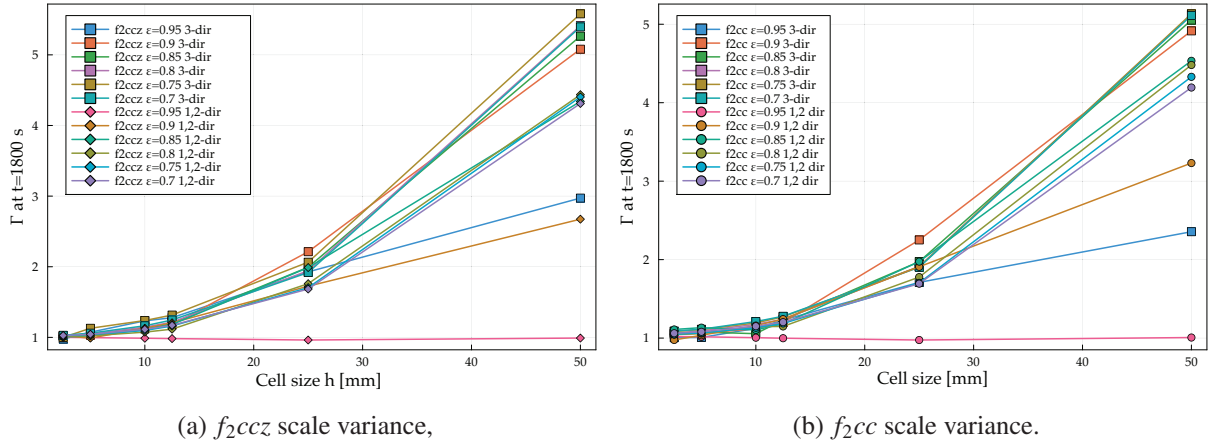 5
4
3
2
1
Γ at t=1800 s
f2ccz ε=0.95 3-dir
f2ccz ε=0.9 3-dir
f2ccz ε=0.85 3-dir
f2ccz ε=0.8 3-dir
f2ccz ε=0.75 3-dir
f2ccz ε=0.7 3-dir
f2ccz ε=0.95 1,2-dir
f2ccz ε=0.9 1,2-dir
f2ccz ε=0.85 1,2-dir
f2ccz ε=0.8 1,2-dir
f2ccz ε=0.75 1,2-dir
f2ccz ε=0.7 1,2-dir
10 20 30 40 50
Cell size h [mm]
(a) f₂ccz scale variance,
5
4
3
2
1
Γ at t=1800 s
f2cc ε=0.95 3-dir
f2cc ε=0.9 3-dir
f2cc ε=0.85 3-dir
f2cc ε=0.8 3-dir
f2cc ε=0.75 3-dir
f2cc ε=0.7 3-dir
f2cc ε=0.95 1,2 dir
f2cc ε=0.9 1,2 dir
f2cc ε=0.85 1,2 dir
f2cc ε=0.8 1,2 dir
f2cc ε=0.75 1,2 dir
f2cc ε=0.7 1,2 dir
10 20 30 40 50
Cell size [mm]
(b) f₂cc scale variance.